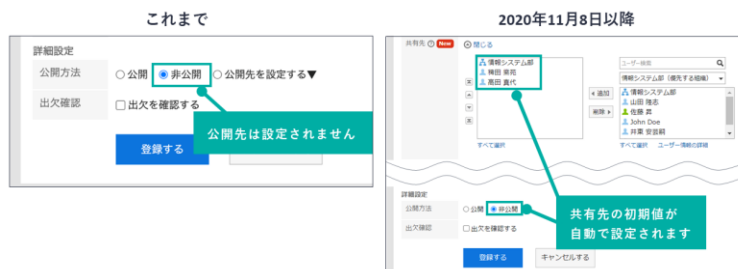 これまで
詳細設定
公開方法 公開 非公開 公開先を設定する▼
出欠確認 出欠を確認する
公開先は設定されません
登録する
2020年11月8日以降
共有先 New 閉じる
情報システム部
高田 真代
ユーザー検索
情報システム部（優先する組織）
追加
削除
情報システム部
山田 隆志
佐藤 昇
John Doe
すべて選択
すべて選択 ユーザー情報の詳細
詳細設定
公開方法 公開 非公開
出欠確認 出欠を確認する
共有先の初期値が
自動で設定されます
登録する キャンセルする